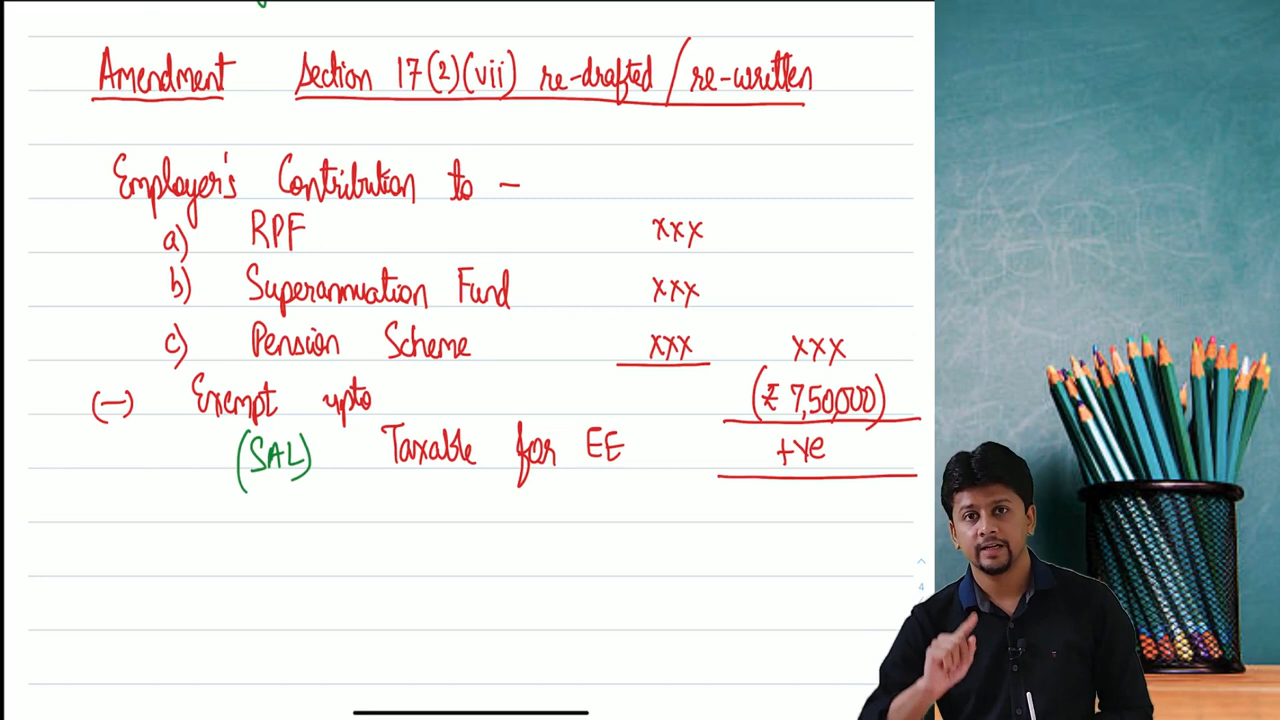 Amendment Section 17(2)(vii) re-drafted / re-written
Employer's Contribution to –
a) RPF xxx
b) Superannuation Fund xxx
c) Pension Scheme xxx xxx
(–) Exempt upto (₹ 7,50,000)
(SAL) Taxable for EE +ve
4